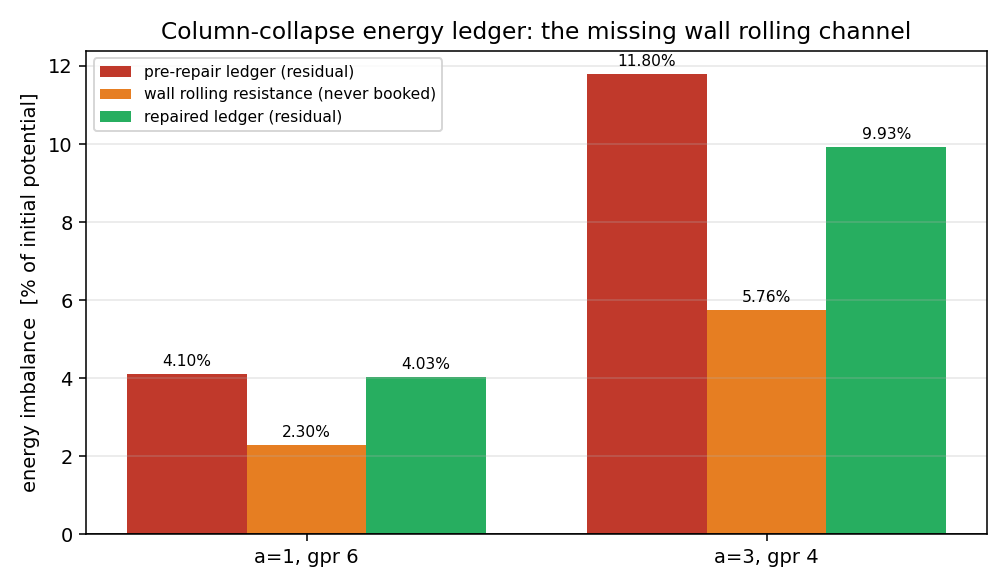 Column-collapse energy ledger: the missing wall rolling channel
energy imbalance [% of initial potential]
12
10
8
6
4
2
0
pre-repair ledger (residual)
wall rolling resistance (never booked)
repaired ledger (residual)
4.10%
2.30%
4.03%
11.80%
5.76%
9.93%
a=1, gpr 6
a=3, gpr 4